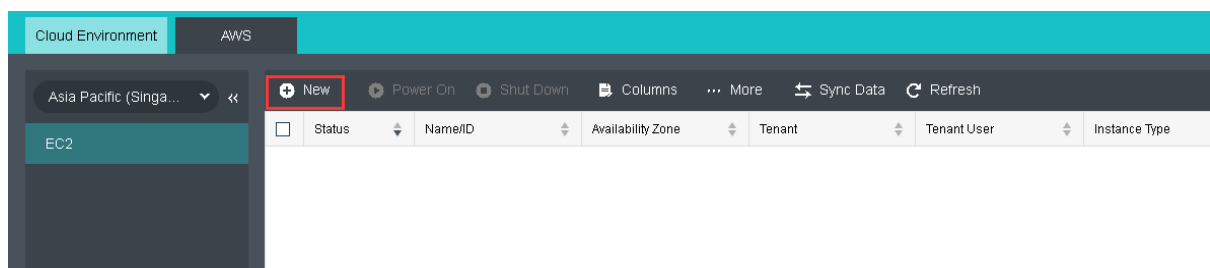 Cloud Environment AWS
Asia Pacific (Singa... New Power On Shut Down Columns More Sync Data Refresh
Status Name/ID Availability Zone Tenant Tenant User Instance Type
EC2